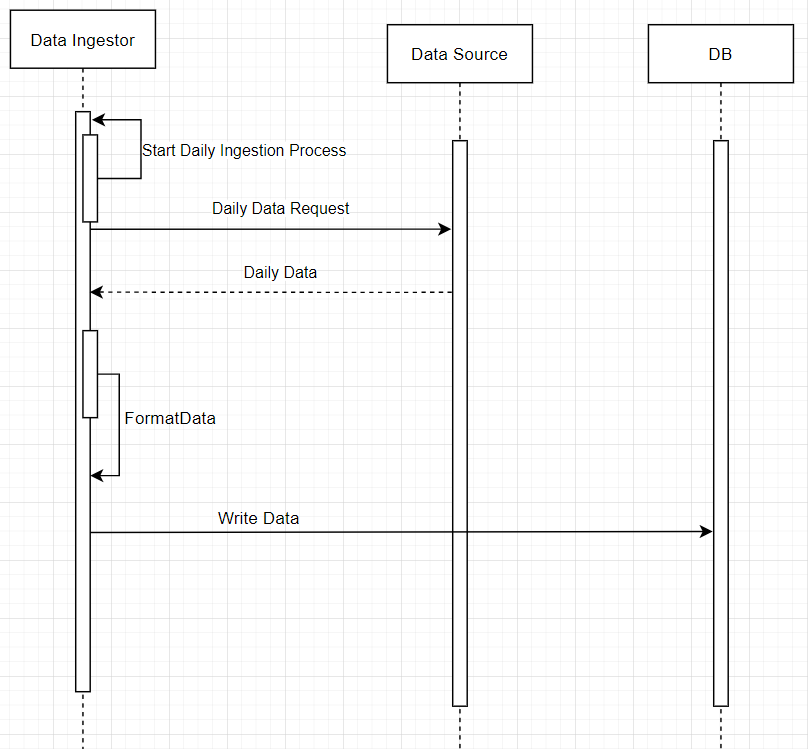 Data Ingestor
Data Source
DB
Start Daily Ingestion Process
Daily Data Request
Daily Data
FormatData
Write Data